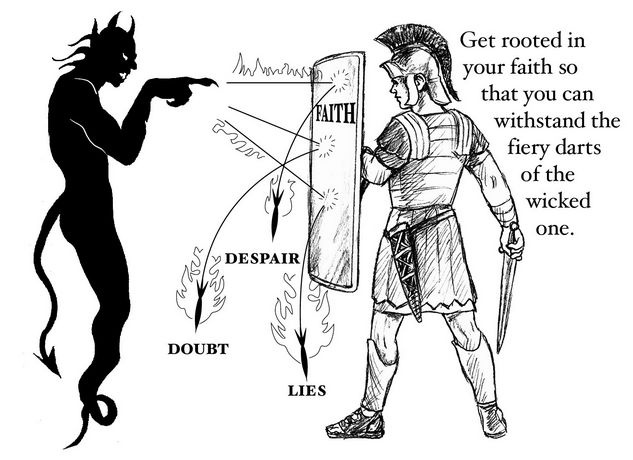 Get rooted in
your faith so
that you can
withstand the
fiery darts
of the
wicked
one.
FAITH
DESPAIR
DOUBT
LIES